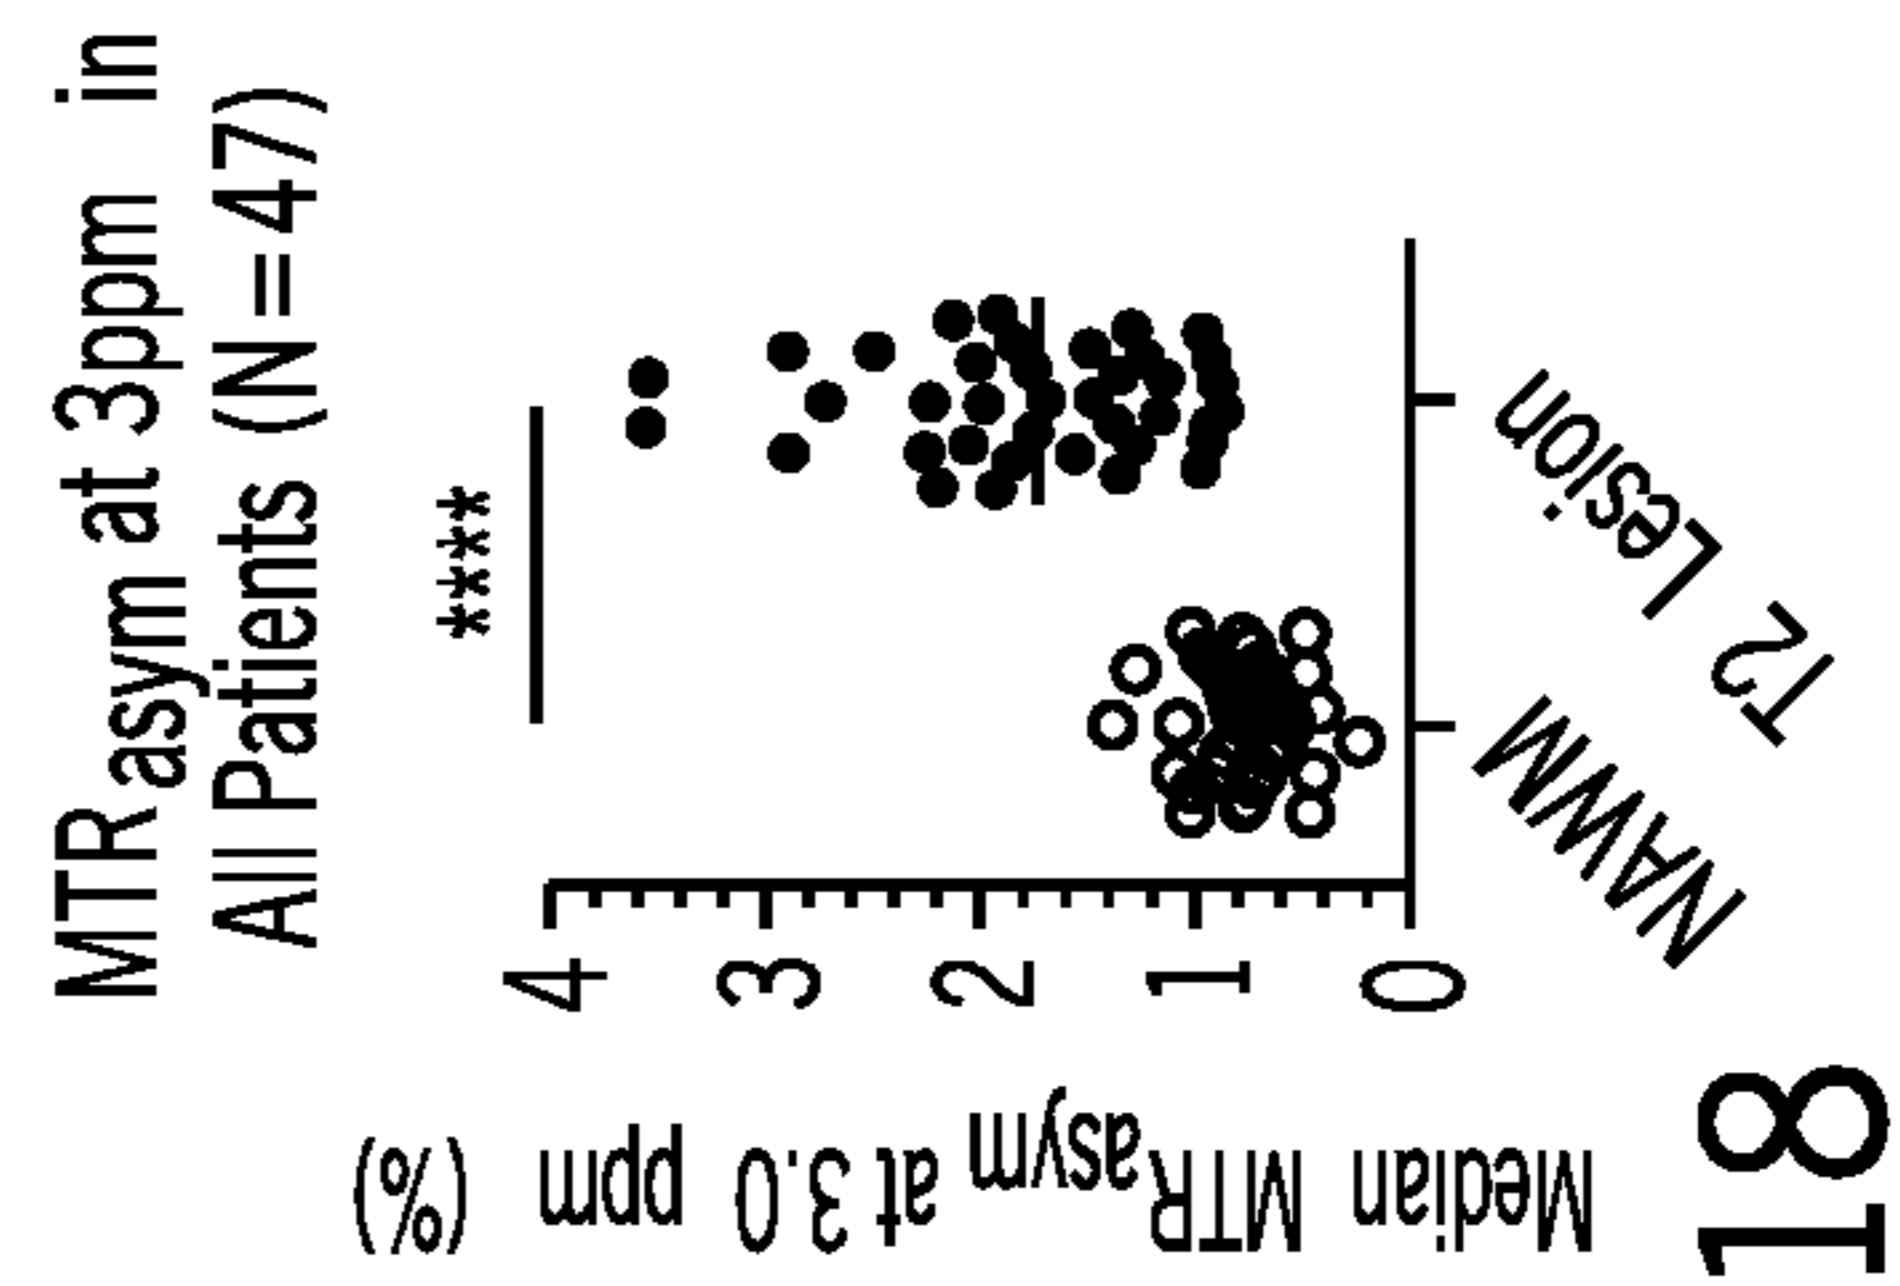 MTRasym at 3ppm in
All Patients (N=47)
****
Median MTRasym at 3.0 ppm (%)
4
3
2
1
0
NAWM
T2 Lesion
18